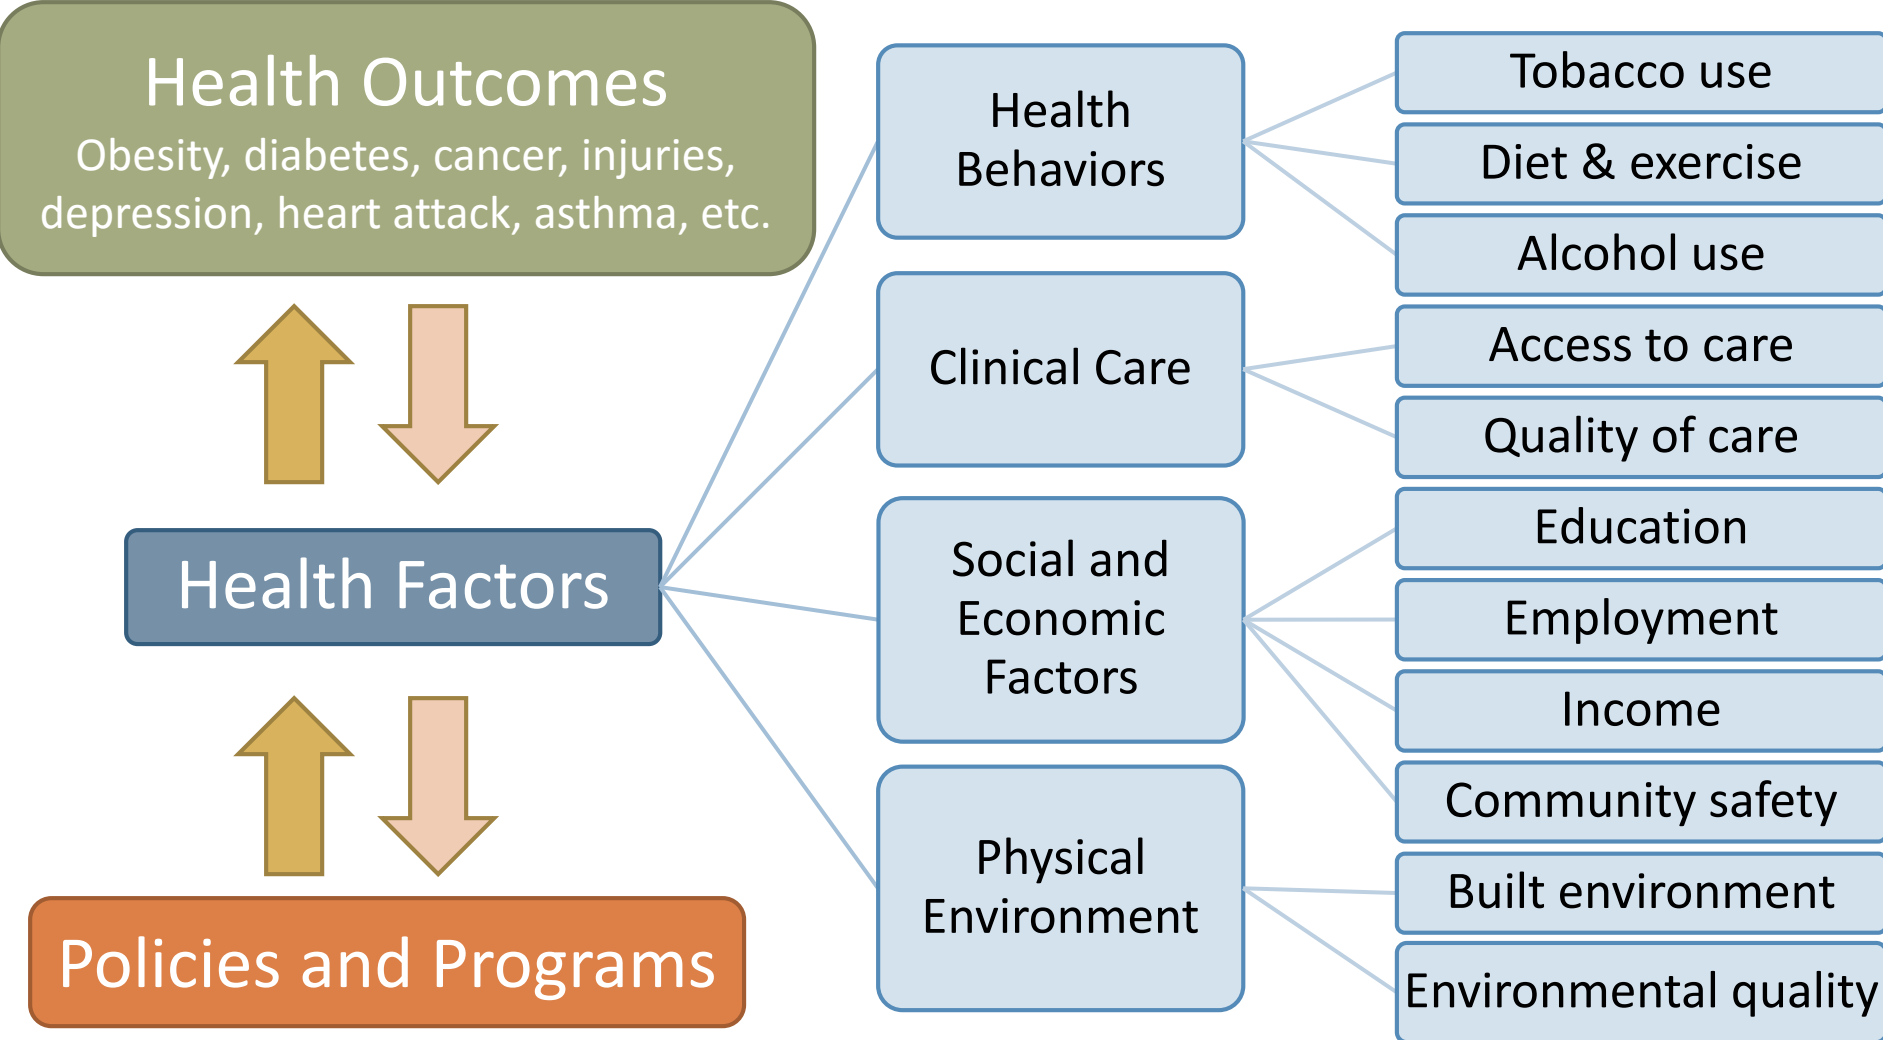 Health Outcomes
Obesity, diabetes, cancer, injuries,
depression, heart attack, asthma, etc.
Health Factors
Policies and Programs
Health
Behaviors
Clinical Care
Social and
Economic
Factors
Physical
Environment
Tobacco use
Diet & exercise
Alcohol use
Access to care
Quality of care
Education
Employment
Income
Community safety
Built environment
Environmental quality